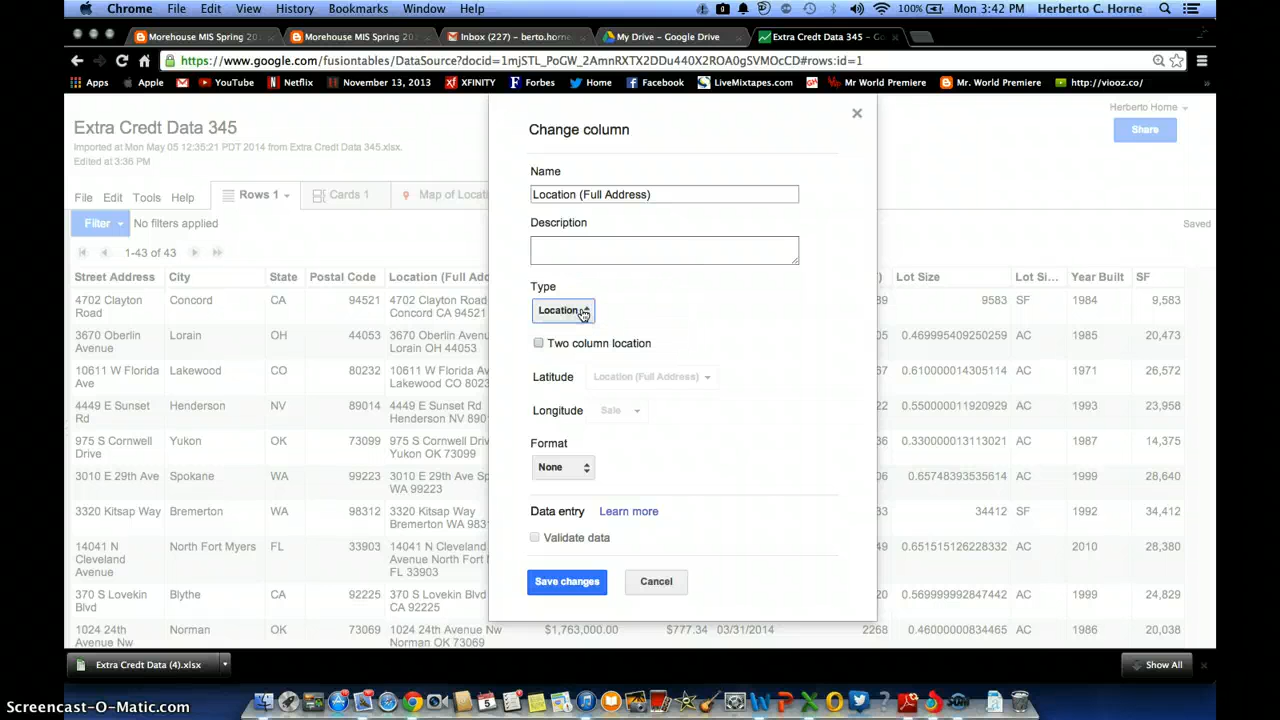 Chrome File Edit View History Bookmarks Window Help 100% Mon 3:42 PM Herberto C. Horne
Morehouse MIS Spring 20 Morehouse MIS Spring 20 Inbox (227) - berto.horne My Drive - Google Drive Extra Credt Data 345 - Go
https://www.google.com/fusiontables/DataSource?docid=1mjSTL_PoGW_2AmnRXTX2DDu440X2ROA0gSVMOcCD#rows:id=1
Apps Apple YouTube Netflix November 13, 2013 XFINITY Forbes Home Facebook LiveMixtapes.com Mr World Premiere Mr. World Premiere http://viooz.co/
Extra Credt Data 345
Imported at Mon May 05 12:35:21 PDT 2014 from Extra Credt Data 345.xlsx.
Edited at 3:36 PM
Herberto Horne
Share
File Edit Tools Help Rows 1 Cards 1 Map of Locati
Filter No filters applied
Saved
1-43 of 43
Street Address City State Postal Code Location (Full Add Lot Size Lot Si... Year Built SF
4702 Clayton Road Concord CA 94521 4702 Clayton Road Concord CA 94521 89 9583 SF 1984 9,583
3670 Oberlin Avenue Lorain OH 44053 3670 Oberlin Avenue Lorain OH 44053 0.469995409250259 AC 1985 20,473
10611 W Florida Ave Lakewood CO 80232 10611 W Florida Ave Lakewood CO 8023 0.610000014305114 AC 1971 26,572
4449 E Sunset Rd Henderson NV 89014 4449 E Sunset Rd Henderson NV 890 22 0.550000011920929 AC 1993 23,958
975 S Cornwell Drive Yukon OK 73099 975 S Cornwell Driv Yukon OK 73099 36 0.330000013113021 AC 1987 14,375
3010 E 29th Ave Spokane WA 99223 3010 E 29th Ave Sp WA 99223 0.65748393535614 AC 1999 28,640
3320 Kitsap Way Bremerton WA 98312 3320 Kitsap Way Bremerton WA 983 33 34412 SF 1992 34,412
14041 N Cleveland Avenue North Fort Myers FL 33903 14041 N Cleveland Avenue North Fort M FL 33903 49 0.651515126228332 AC 2010 28,380
370 S Lovekin Blvd Blythe CA 92225 370 S Lovekin Blvd CA 92225 0.569999992847442 AC 1999 24,829
1024 24th Avenue Nw Norman OK 73069 1024 24th Avenue Nw Norman OK 73069 $1,763,000.00 $777.34 03/31/2014 2268 0.46000000834465 AC 1986 20,038
Change column
Name
Location (Full Address)
Description
Type
Location
Two column location
Latitude Location (Full Address)
Longitude Sale
Format
None
Data entry Learn more
Validate data
Save changes Cancel
Extra Credt Data (4).xlsx Show All
Screencast-O-Matic.com